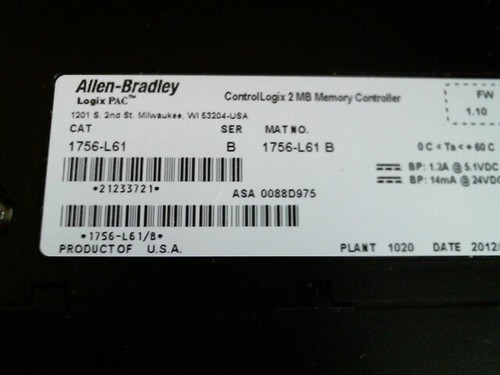 Allen-Bradley
Logix PAC™
ControlLogix 2 MB Memory Controller
FW
1.10
1201 S. 2nd St. Milwaukee, WI 53204-USA
CAT SER MAT NO.
1756-L61 B 1756-L61 B
0 C < Ta < + 60 C
BP: 1.2A @ 5.1VDC
BP: 14mA @ 24VDC
*21233721*
ASA 0088D975
*1756-L61/B*
PRODUCT OF U.S.A.
PLANT 1020 DATE 2012/